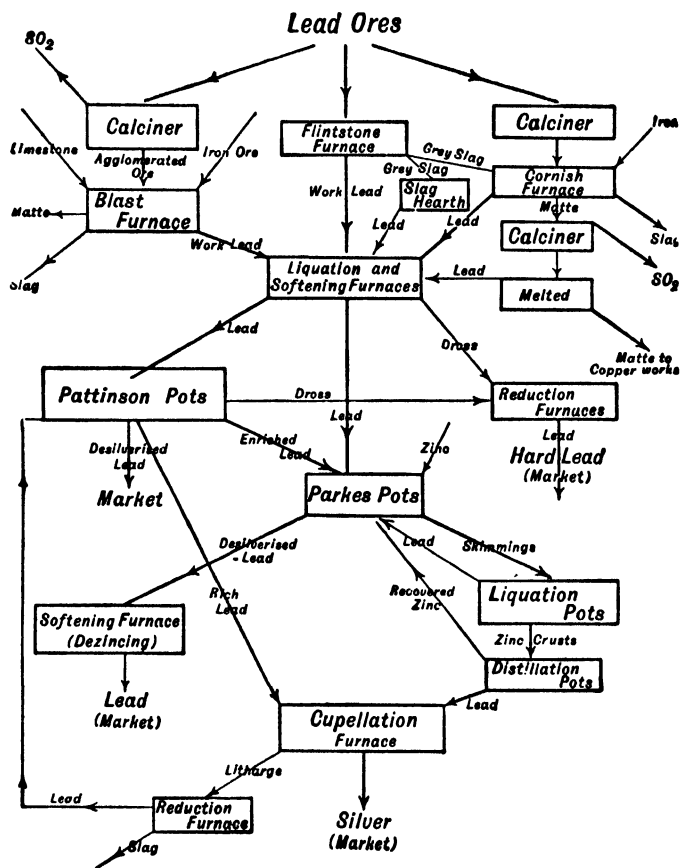 Lead Ores
SO2
Calciner
Flintstone
Furnace
Calciner
Iron
Limestone
Agglomerated
Ore
Iron Ore
Grey Slag
Grey Slag
Blast
Furnace
Work Lead
Slag
Hearth
Cornish
Furnace
Matte
Matte
Lead
Lead
Calciner
Slag
Work Lead
Slag
Liquation and
Softening Furnaces
Lead
Melted
SO2
Lead
Dross
Matte to
Copper works
Pattinson Pots
Dross
Lead
Reduction
Furnaces
Desilverised
Lead
Enriched
Lead
Zinc
Lead
Market
Hard Lead
(Market)
Parkes Pots
Desilverised
-Lead
Lead
Skimmings
Rich
Lead
Recovered
Zinc
Liquation
Pots
Softening Furnace
(Dezincing)
Zinc Crusts
Distillation
Pots
Lead
(Market)
Lead
Cupellation
Furnace
Litharge
Lead
Reduction
Furnace
Silver
(Market)
Slag